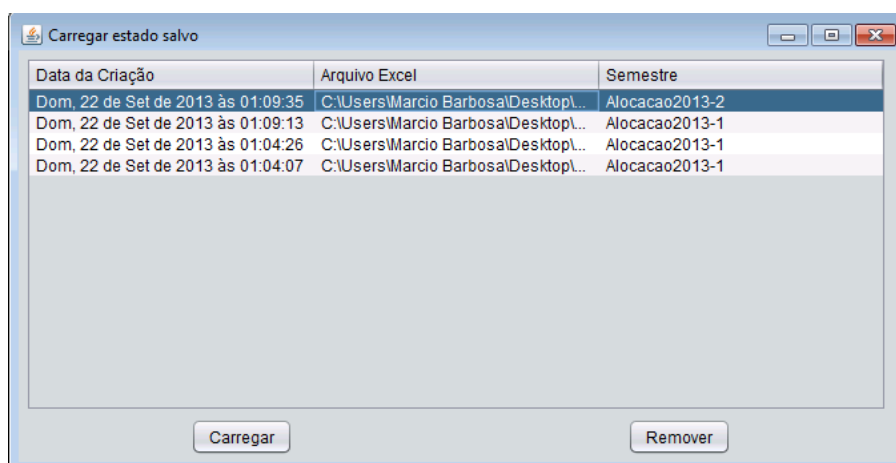 Carregar estado salvo
Data da Criação Arquivo Excel Semestre
Dom, 22 de Set de 2013 às 01:09:35 C:\Users\Marcio Barbosa\Desktop\... Alocacao2013-2
Dom, 22 de Set de 2013 às 01:09:13 C:\Users\Marcio Barbosa\Desktop\... Alocacao2013-1
Dom, 22 de Set de 2013 às 01:04:26 C:\Users\Marcio Barbosa\Desktop\... Alocacao2013-1
Dom, 22 de Set de 2013 às 01:04:07 C:\Users\Marcio Barbosa\Desktop\... Alocacao2013-1
Carregar Remover